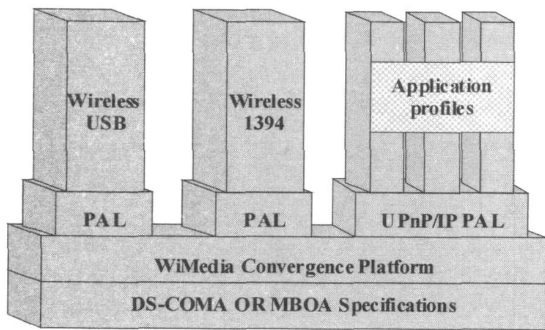 Wireless
USB
Wireless
1394
Application
profiles
PAL
PAL
UPnP/IP PAL
WiMedia Convergence Platform
DS-COMA OR MBOA Specifications